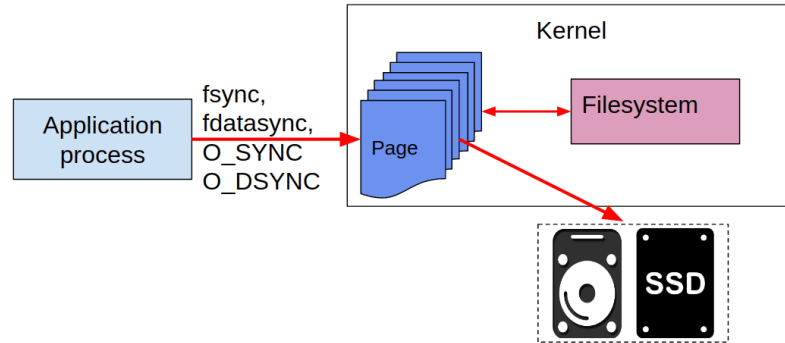 Kernel
fsync,
fdatasync,
O_SYNC
O_DSYNC
Application
process
Page
Filesystem
SSD